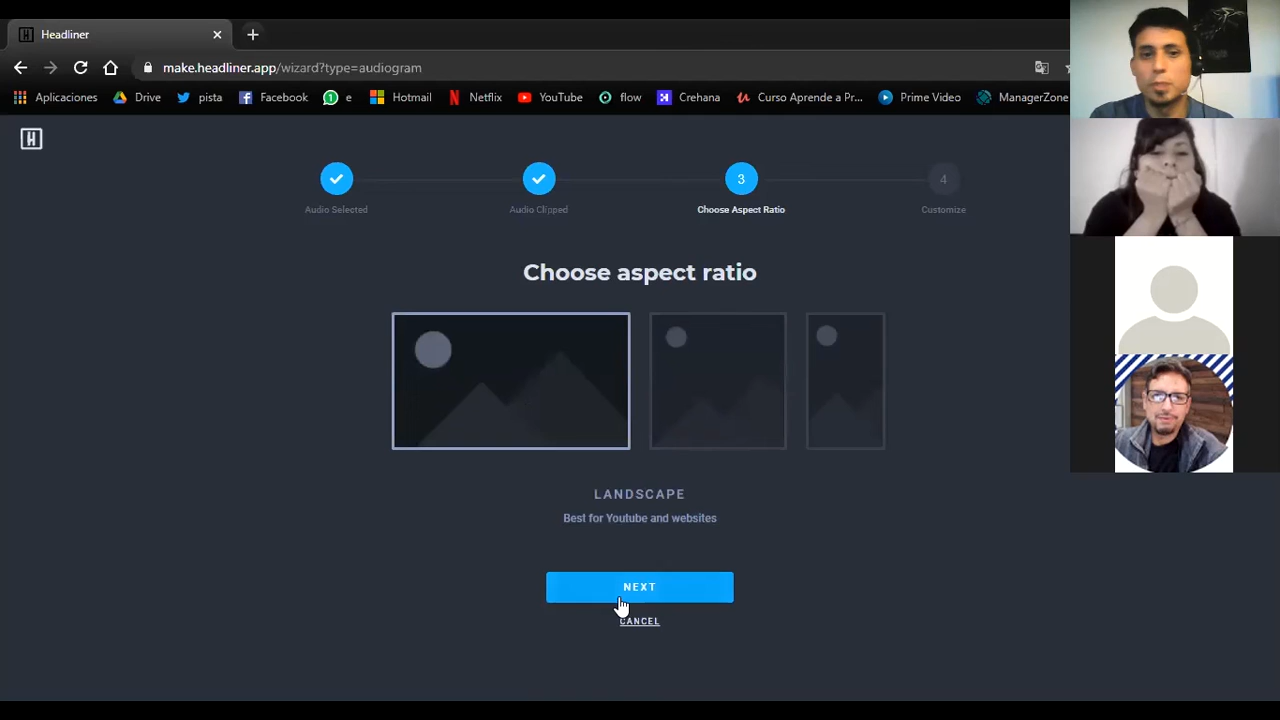 Headliner
make.headliner.app/wizard?type=audiogram
Aplicaciones Drive pista Facebook e Hotmail Netflix YouTube flow Crehana Curso Aprende a Pr... Prime Video ManagerZone
H
3
4
Audio Selected Audio Clipped Choose Aspect Ratio Customize
Choose aspect ratio
LANDSCAPE
Best for Youtube and websites
NEXT
CANCEL